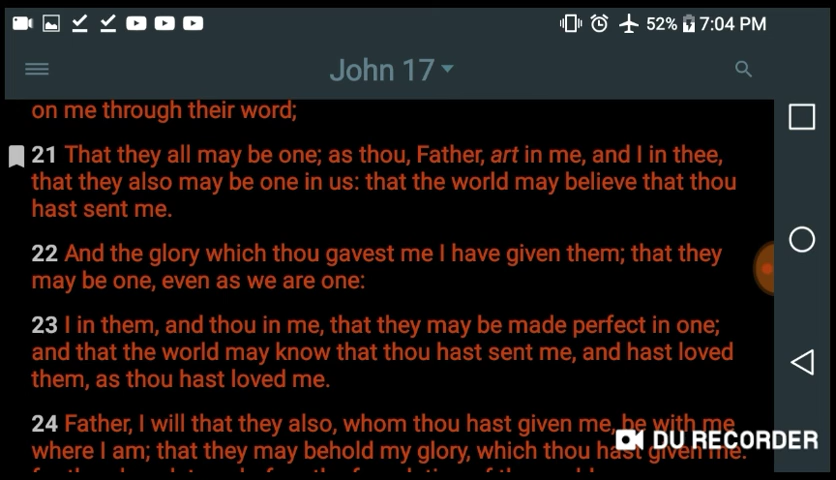 52% 7:04 PM
John 17
on me through their word;
21 That they all may be one; as thou, Father, art in me, and I in thee,
that they also may be one in us: that the world may believe that thou
hast sent me.
22 And the glory which thou gavest me I have given them; that they
may be one, even as we are one:
23 I in them, and thou in me, that they may be made perfect in one;
and that the world may know that thou hast sent me, and hast loved
them, as thou hast loved me.
24 Father, I will that they also, whom thou hast given me, be with me
where I am; that they may behold my glory, which thou hast given me:
DU RECORDER